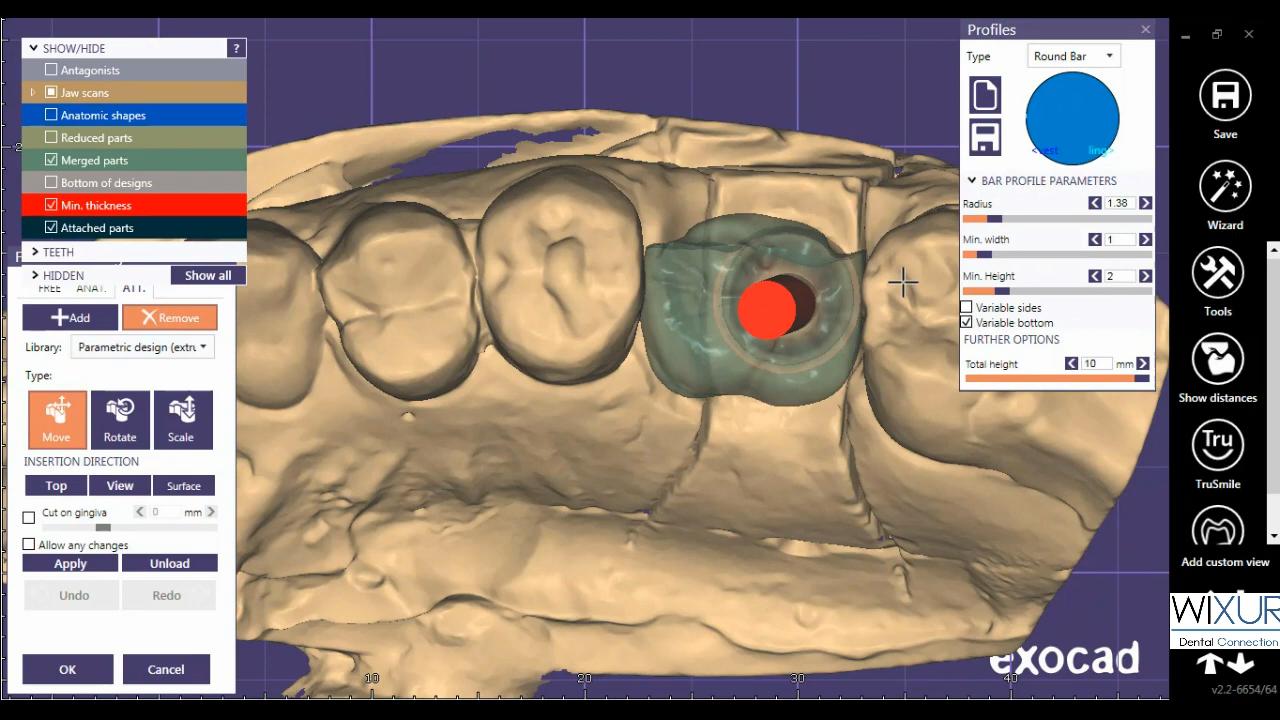 SHOW/HIDE
?
Antagonists
Jaw scans
Anatomic shapes
Reduced parts
Merged parts
Bottom of designs
Min. thickness
Attached parts
TEETH
HIDDEN
Show all
FREE ANAT. ATT.
Add
Remove
Library: Parametric design (extru
Type:
Move
Rotate
Scale
INSERTION DIRECTION
Top
View
Surface
Cut on gingiva 0 mm
Allow any changes
Apply
Unload
Undo
Redo
OK
Cancel
10
20
30
40
Profiles
Type Round Bar
<vest
ling>
BAR PROFILE PARAMETERS
Radius 1.38
Min. width 1
Min. Height 2
Variable sides
Variable bottom
FURTHER OPTIONS
Total height 10 mm
Save
Wizard
Tools
Show distances
Tru
TruSmile
Add custom view
WIXUR
Dental Connection
exocad
v2.2-6654/64